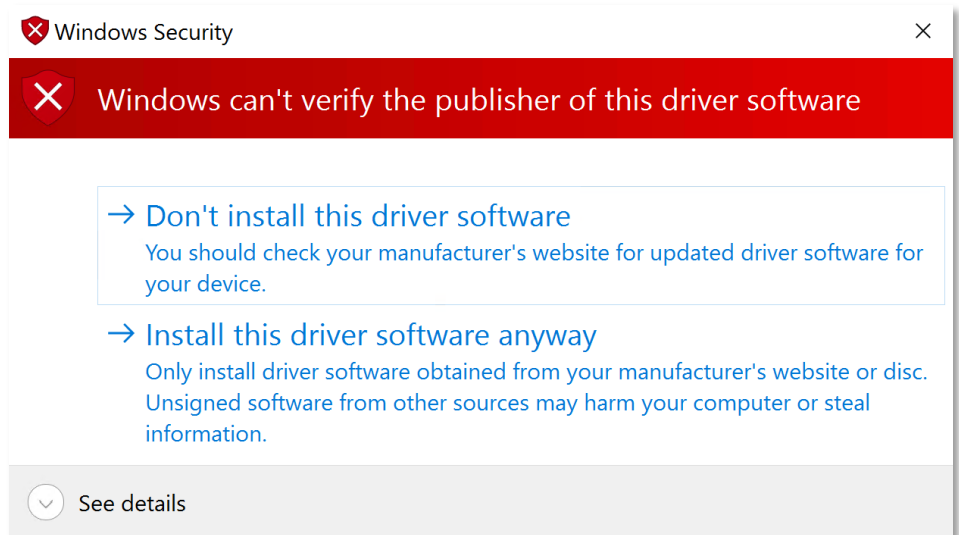 Windows Security
Windows can't verify the publisher of this driver software
Don't install this driver software
You should check your manufacturer's website for updated driver software for
your device.
Install this driver software anyway
Only install driver software obtained from your manufacturer's website or disc.
Unsigned software from other sources may harm your computer or steal
information.
See details